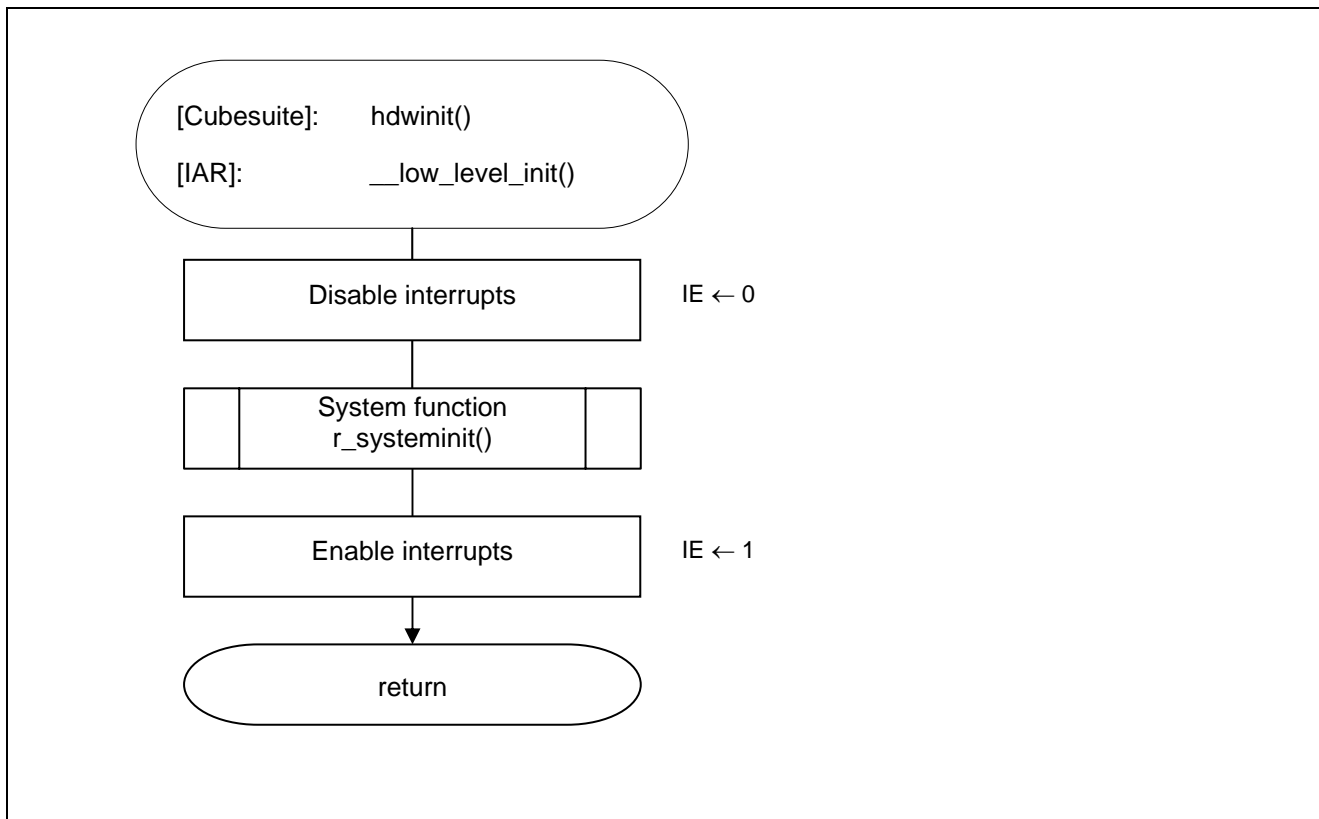 [Cubesuite]: hdwinit()
[IAR]: __low_level_init()
Disable interrupts IE ← 0
System function
r_systeminit()
Enable interrupts IE ← 1
return